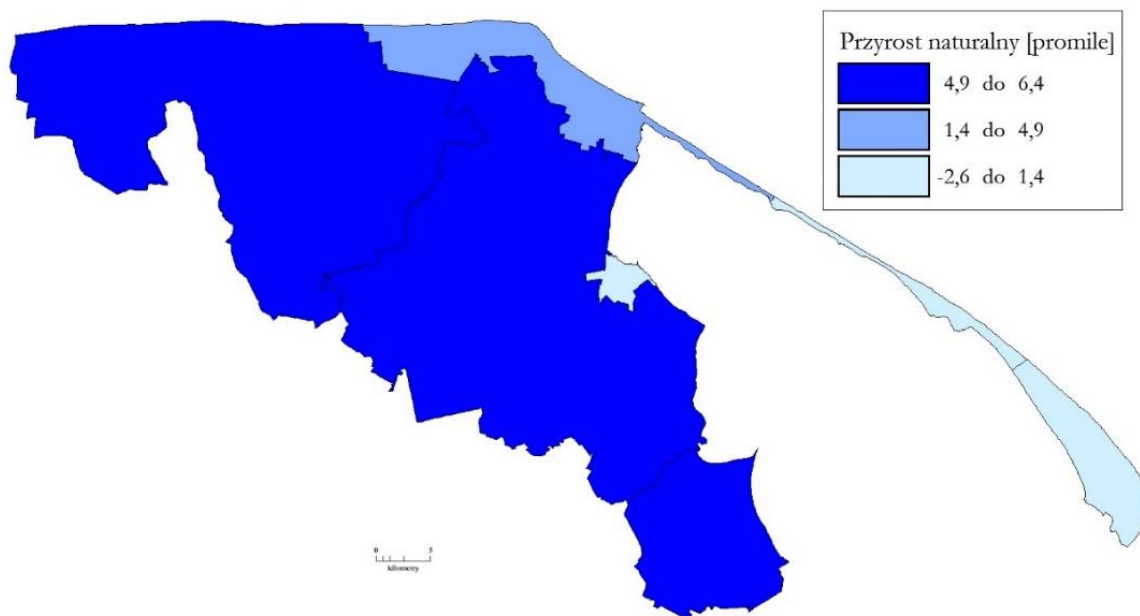 Przyrost naturalny [promile]
4,9 do 6,4
1,4 do 4,9
-2,6 do 1,4
0 5
kilometry